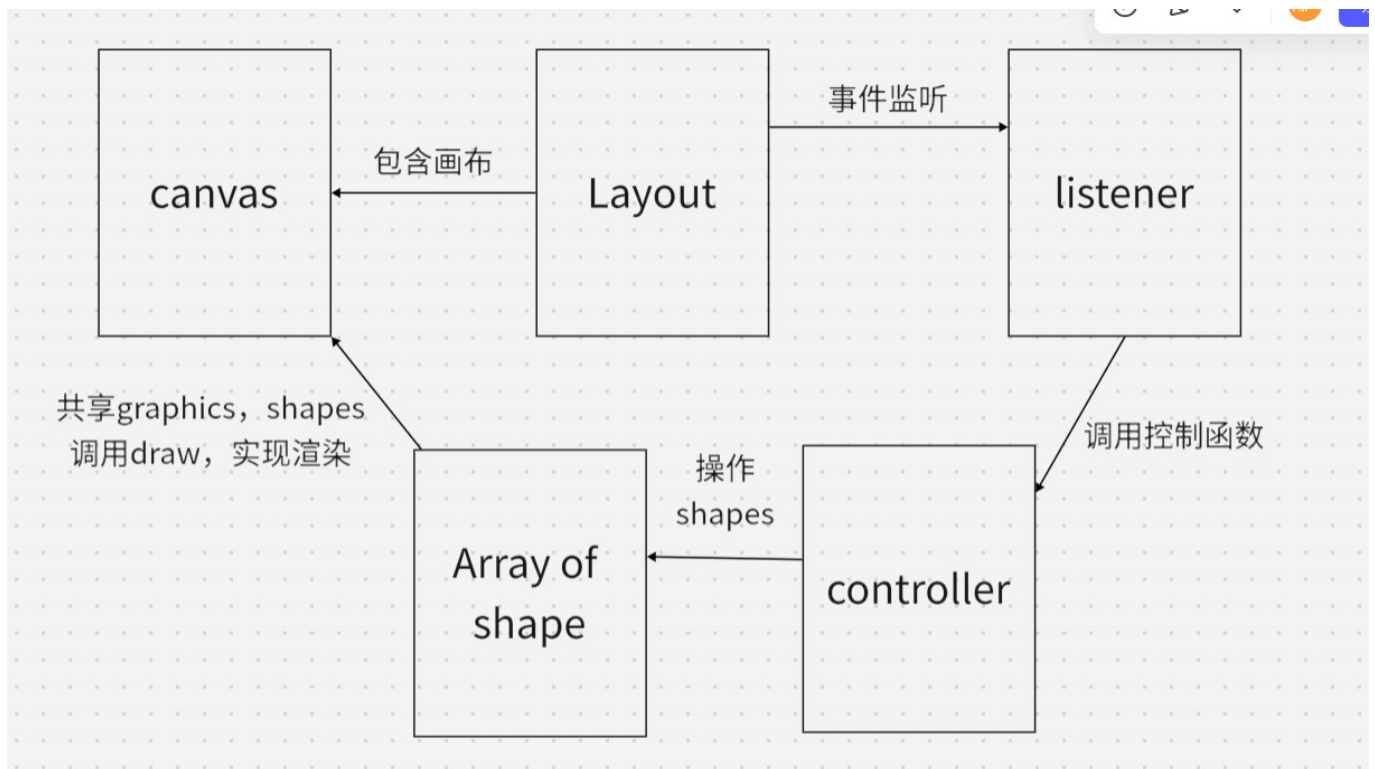 事件监听
包含画布
canvas
Layout
listener
共享graphics，shapes
调用draw，实现渲染
调用控制函数
操作
shapes
Array of
shape
controller